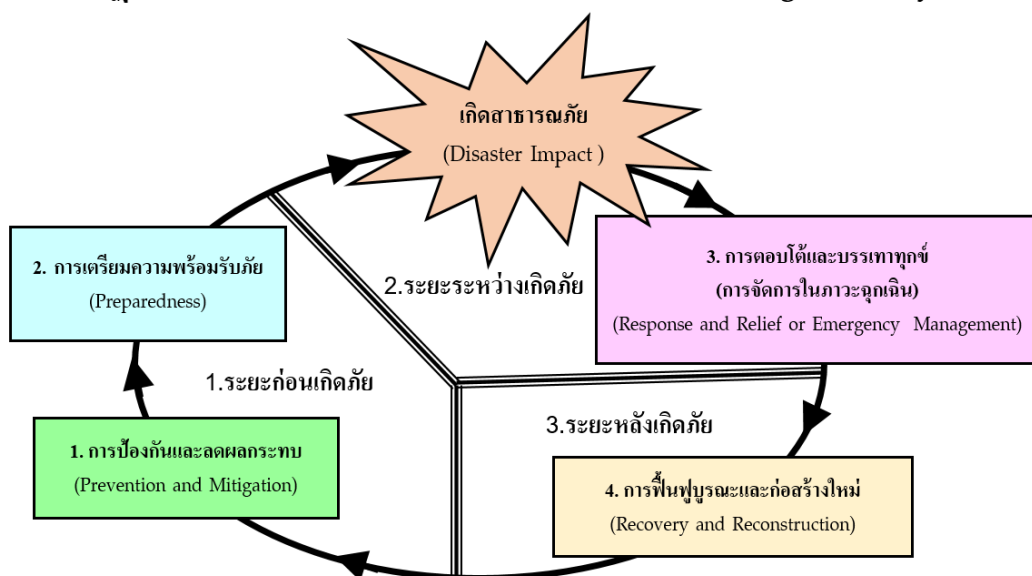 เกิดสาธารณภัย
(Disaster Impact )
2. การเตรียมความพร้อมรับภัย
(Preparedness)
3. การตอบโต้และบรรเทาทุกข์
(การจัดการในภาวะฉุกเฉิน)
(Response and Relief or Emergency Management)
2.ระยะระหว่างเกิดภัย
1.ระยะก่อนเกิดภัย
3.ระยะหลังเกิดภัย
1. การป้องกันและลดผลกระทบ
(Prevention and Mitigation)
4. การฟื้นฟูบูรณะและก่อสร้างใหม่
(Recovery and Reconstruction)